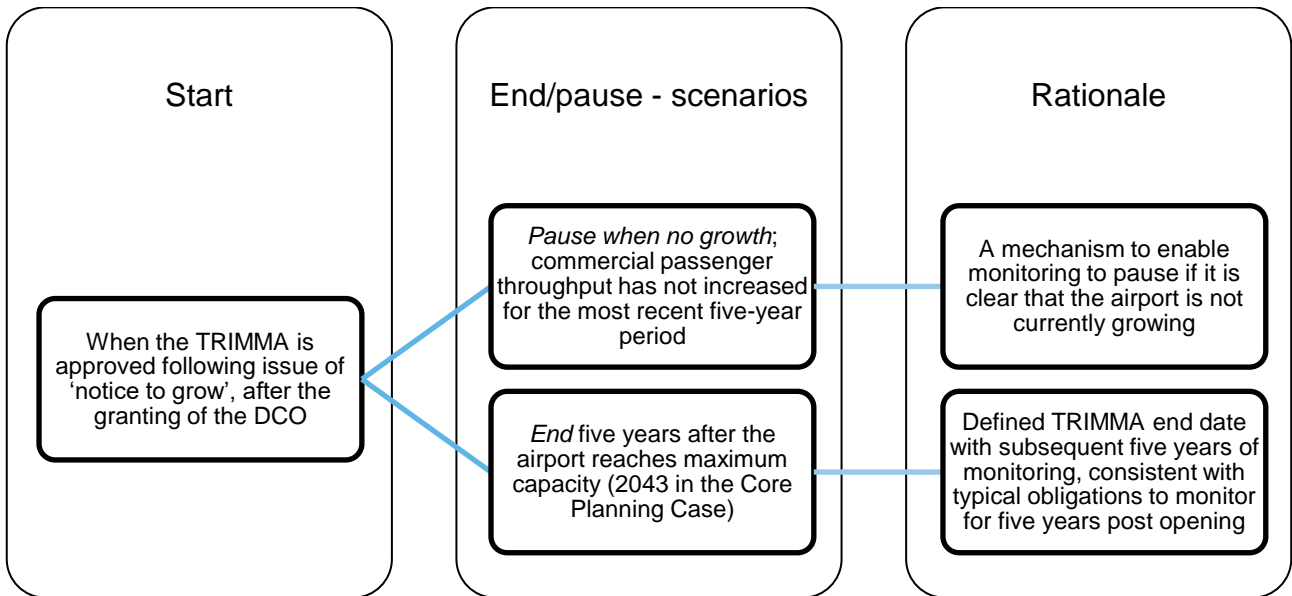 Start
When the TRIMMA is
approved following issue of
‘notice to grow’, after the
granting of the DCO
End/pause - scenarios
Pause when no growth;
commercial passenger
throughput has not increased
for the most recent five-year
period
End five years after the
airport reaches maximum
capacity (2043 in the Core
Planning Case)
Rationale
A mechanism to enable
monitoring to pause if it is
clear that the airport is not
currently growing
Defined TRIMMA end date
with subsequent five years of
monitoring, consistent with
typical obligations to monitor
for five years post opening